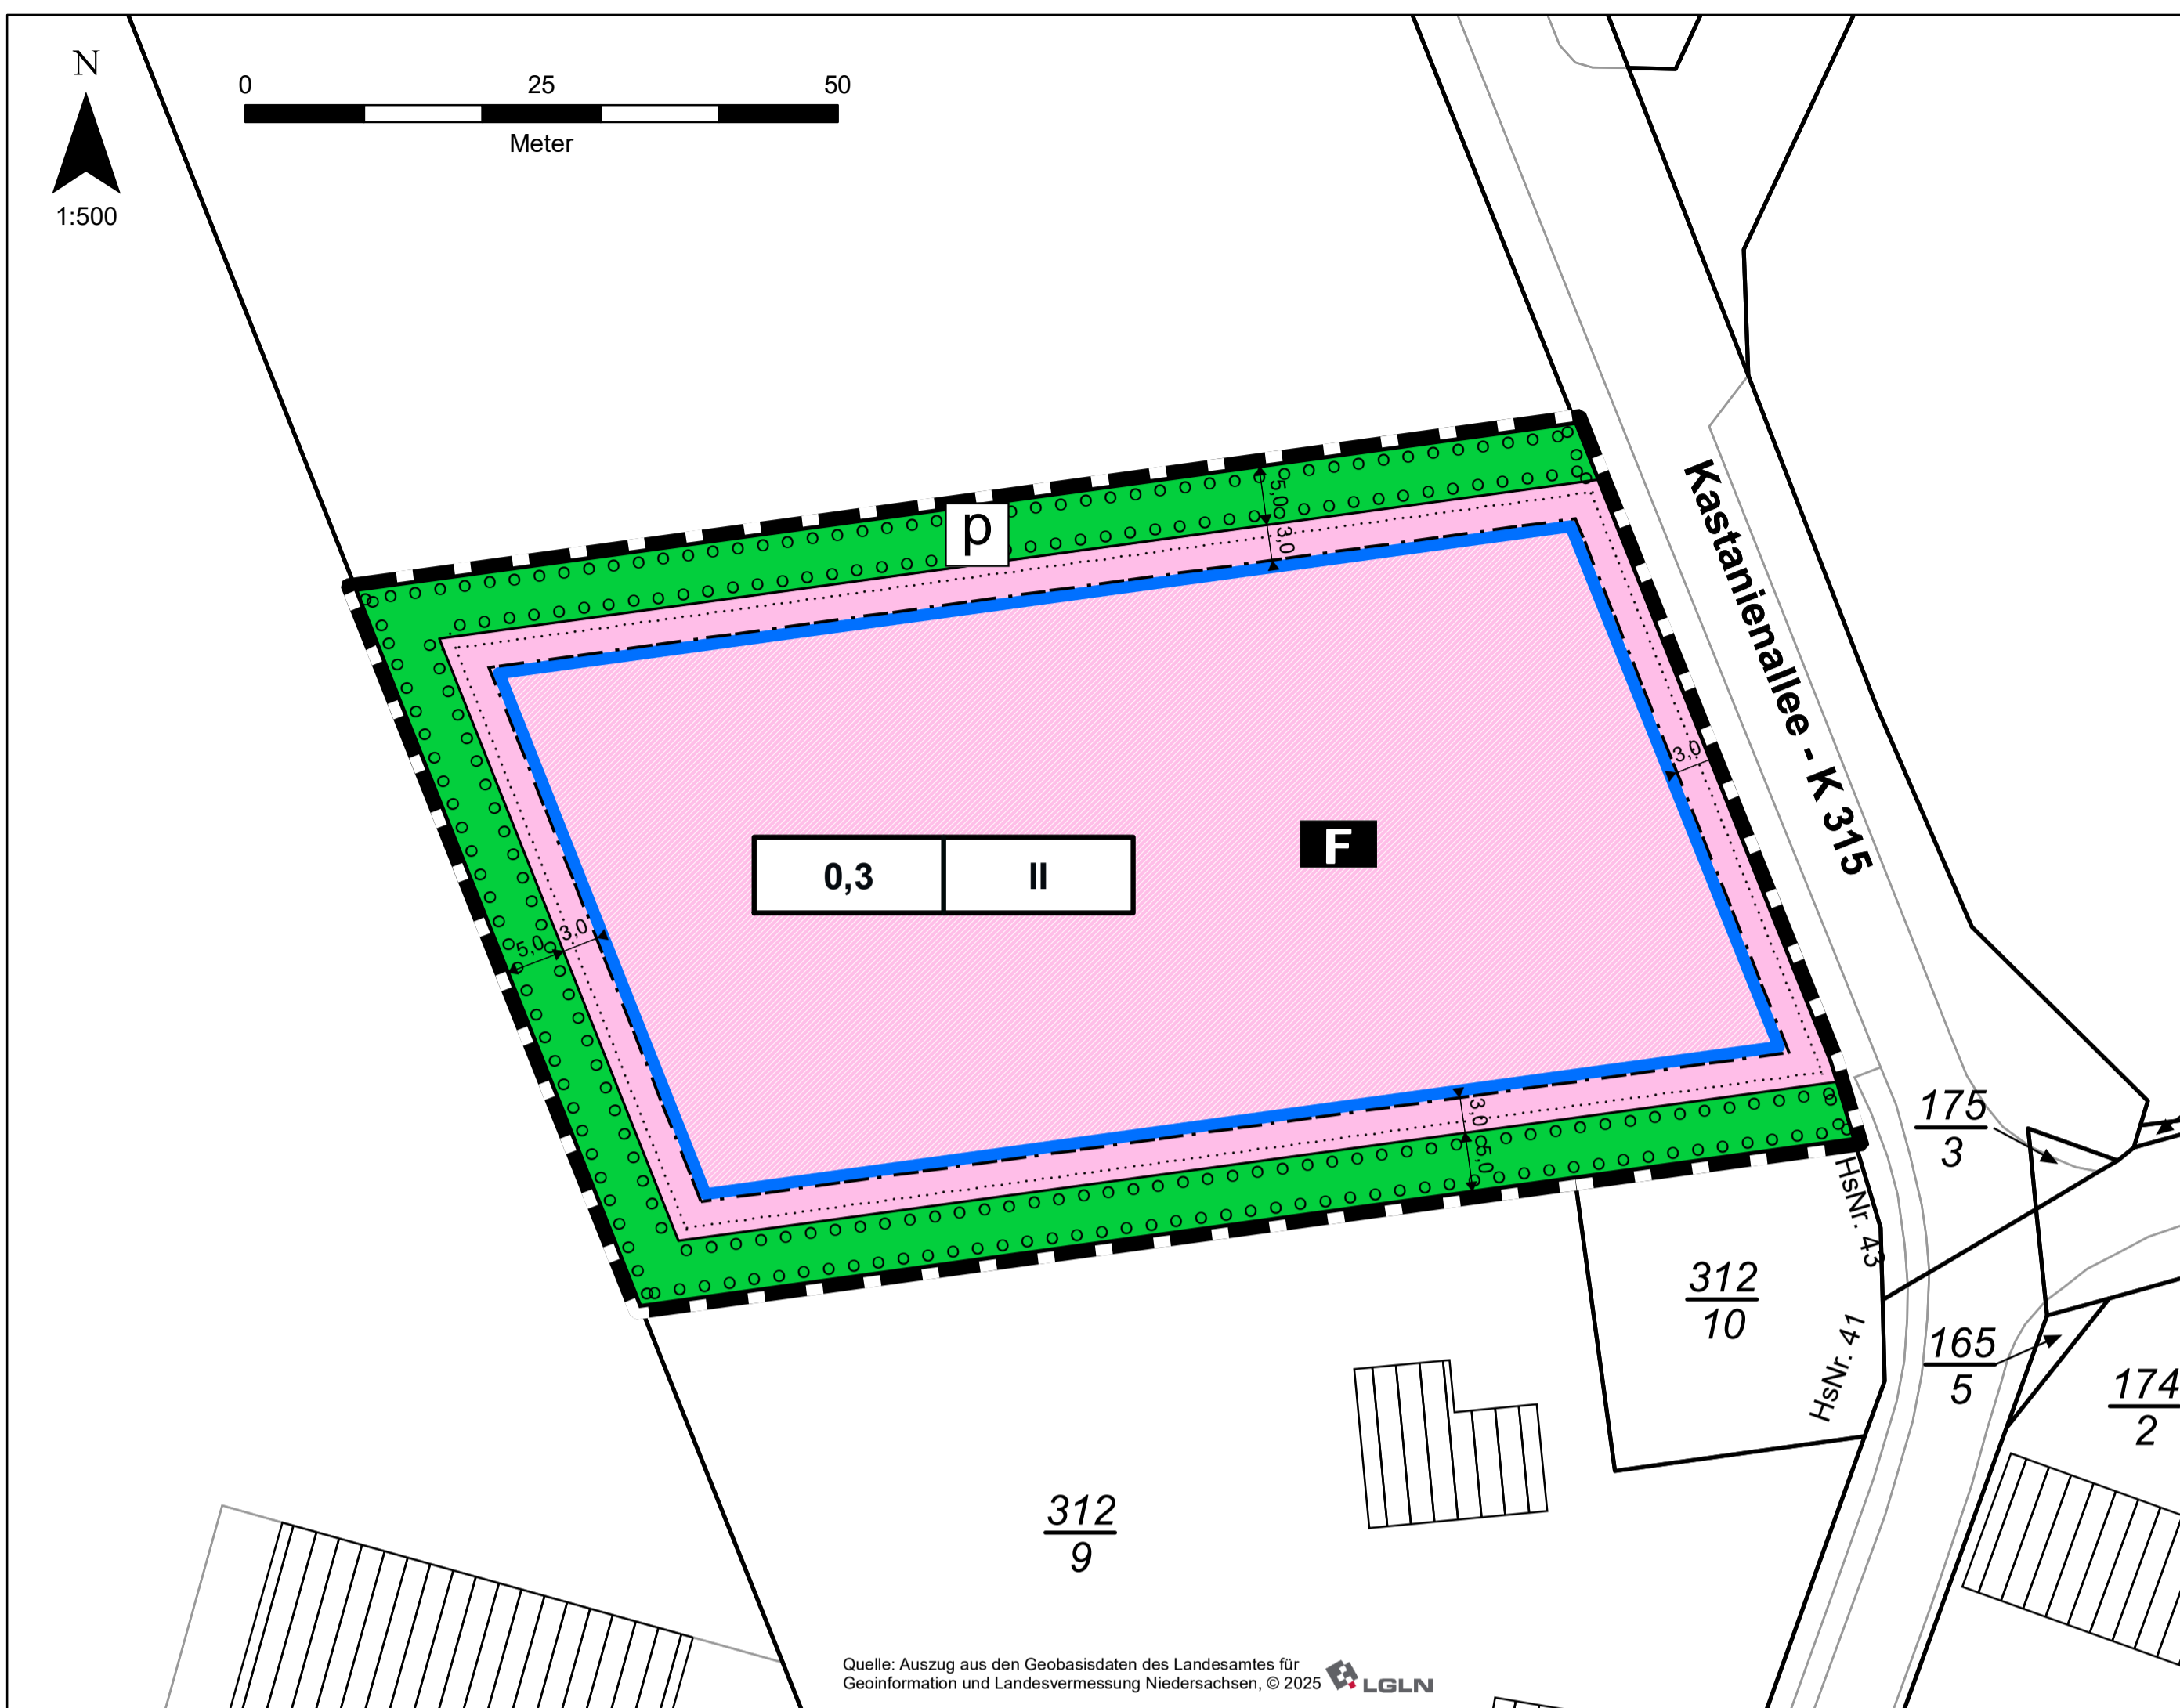 N
0 25 50
Meter
1:500
p
5,0
3,0
3,0
Kastanienallee - K 315
0,3 II
F
5,0
3,0
3,0
5,0
175
3
HsNr. 43
312
10
HsNr. 41
165
5
174
2
312
9
Quelle: Auszug aus den Geobasisdaten des Landesamtes für
Geoinformation und Landesvermessung Niedersachsen, © 2025
LGLN